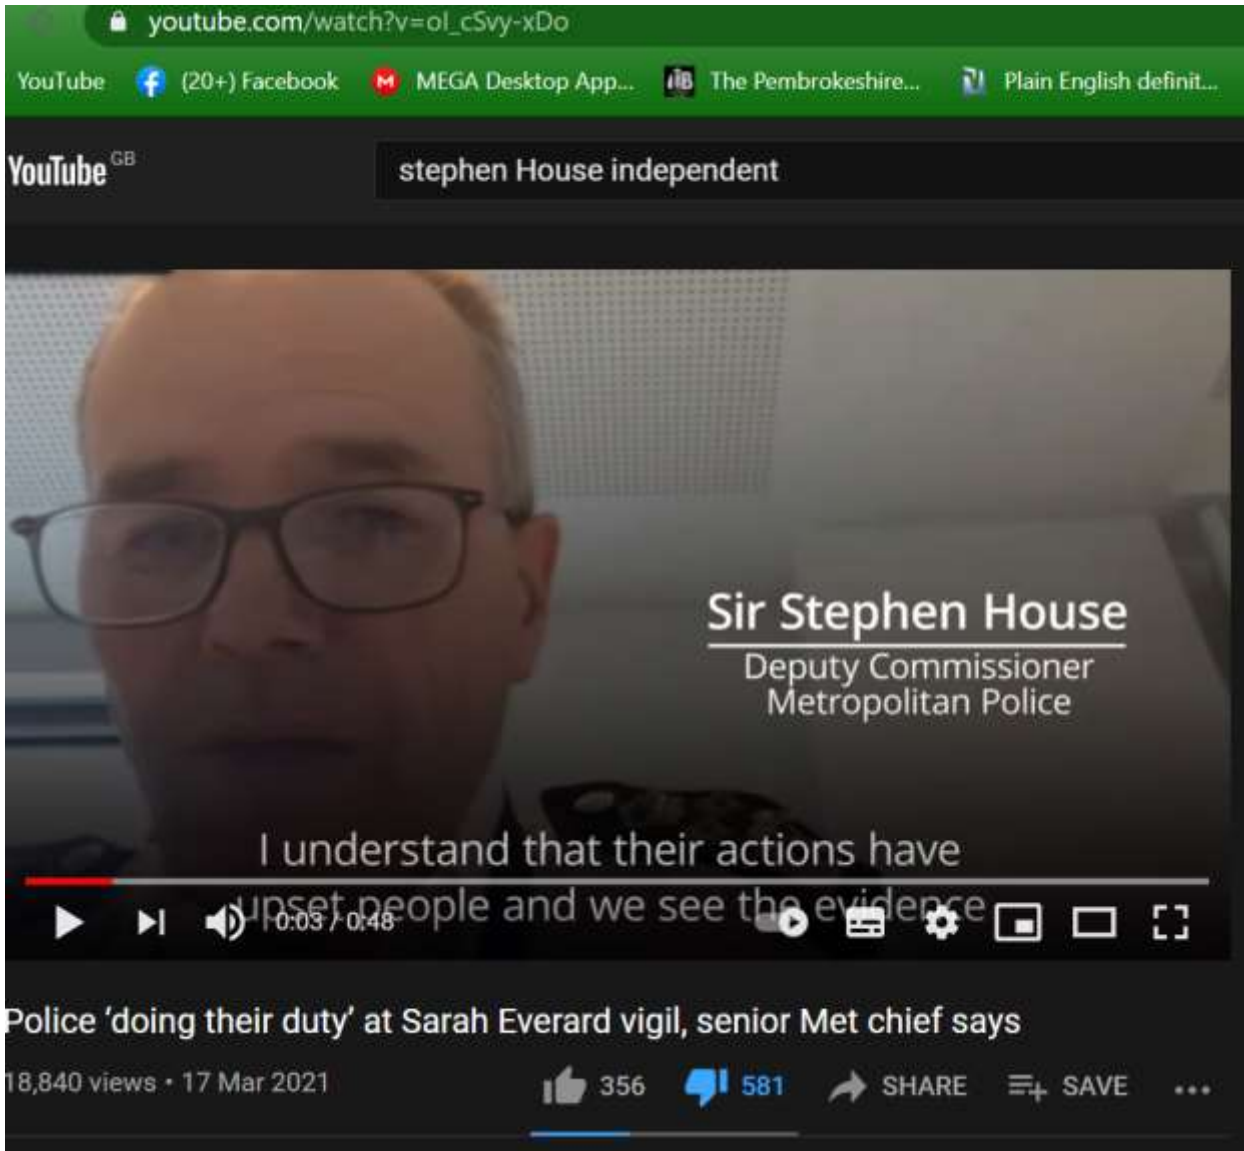 youtube.com/watch?v=oI_cSvy-xDo
YouTube (20+) Facebook MEGA Desktop App... The Pembrokeshire... Plain English definit...
YouTube GB stephen House independent
Sir Stephen House
Deputy Commissioner
Metropolitan Police
I understand that their actions have
upset people and we see the evidence
0:03 / 0:48
Police ‘doing their duty’ at Sarah Everard vigil, senior Met chief says
18,840 views • 17 Mar 2021 356 581 SHARE SAVE